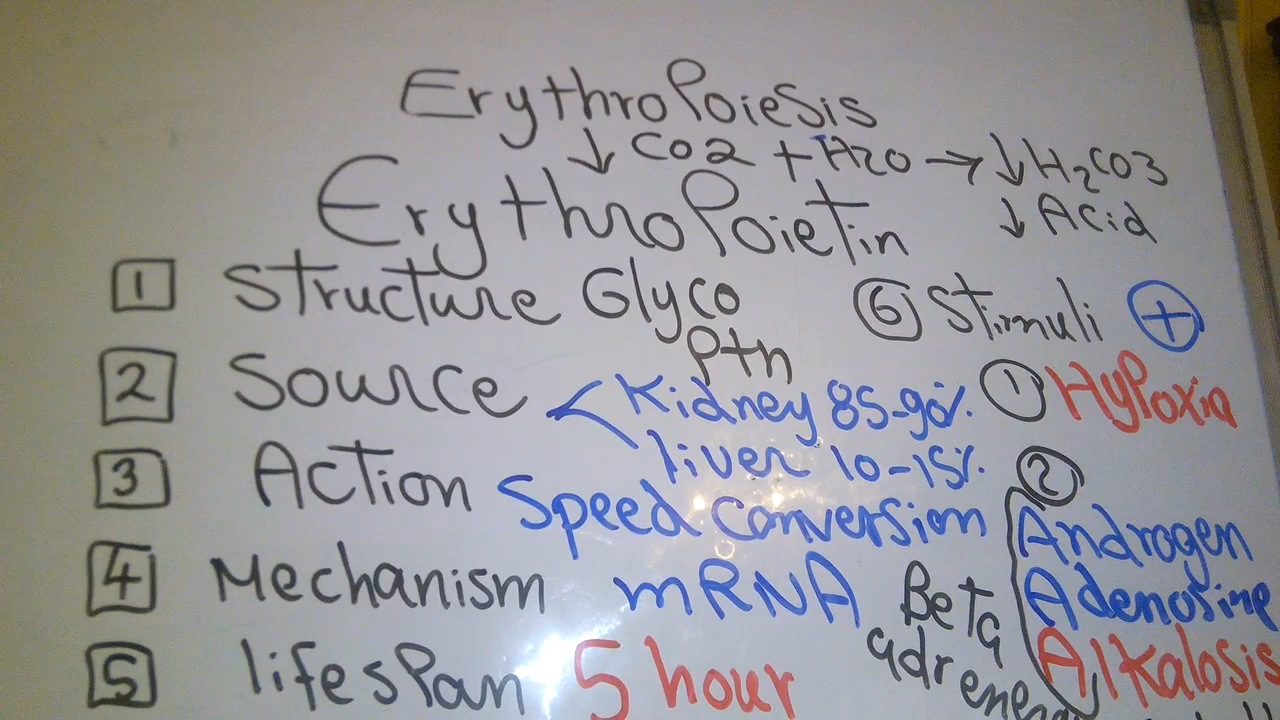 Erythropoiesis
↓ CO2 + H2O → ↓ H2CO3
↓ Acid
Erythropoietin
1 Structure Glyco
Ptn
2 Source < Kidney 85-90%
liver 10-15%
3 Action Speed conversion
4 Mechanism mRNA
5 lifespan 5 hour
6 Stimuli +
1 Hypoxia
2
Androgen
Adenosine
Alkalosis
Beta
adrener